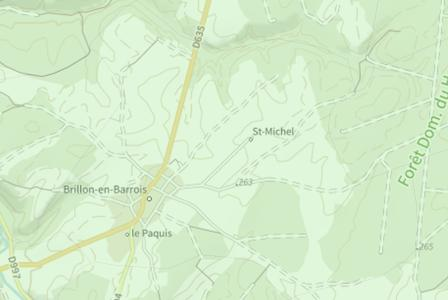 D635
St-Michel
263
Brillon-en-Barrois
le Paquis
Forêt Dom. du
265
D997